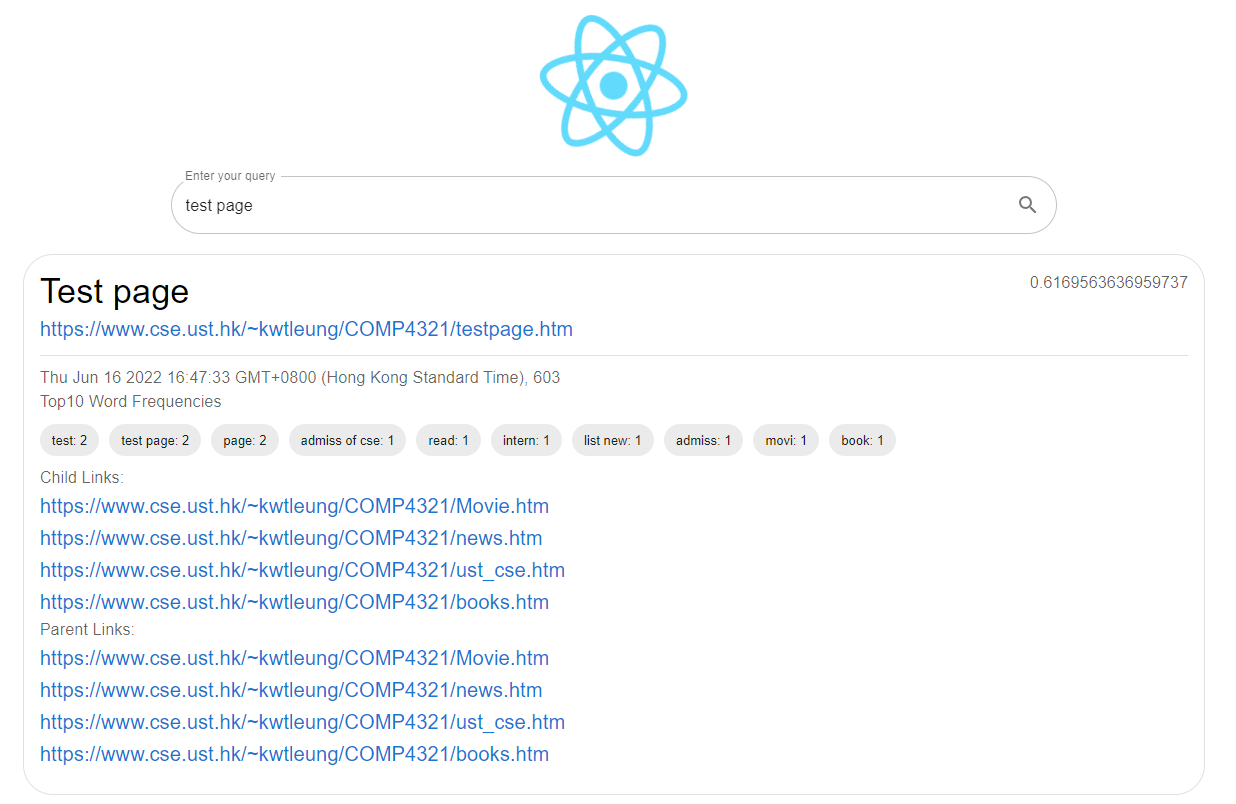 Enter your query
test page
Test page
0.6169563636959737
https://www.cse.ust.hk/~kwtleung/COMP4321/testpage.htm
Thu Jun 16 2022 16:47:33 GMT+0800 (Hong Kong Standard Time), 603
Top10 Word Frequencies
test: 2 test page: 2 page: 2 admiss of cse: 1 read: 1 intern: 1 list new: 1 admiss: 1 movi: 1 book: 1
Child Links:
https://www.cse.ust.hk/~kwtleung/COMP4321/Movie.htm
https://www.cse.ust.hk/~kwtleung/COMP4321/news.htm
https://www.cse.ust.hk/~kwtleung/COMP4321/ust_cse.htm
https://www.cse.ust.hk/~kwtleung/COMP4321/books.htm
Parent Links:
https://www.cse.ust.hk/~kwtleung/COMP4321/Movie.htm
https://www.cse.ust.hk/~kwtleung/COMP4321/news.htm
https://www.cse.ust.hk/~kwtleung/COMP4321/ust_cse.htm
https://www.cse.ust.hk/~kwtleung/COMP4321/books.htm